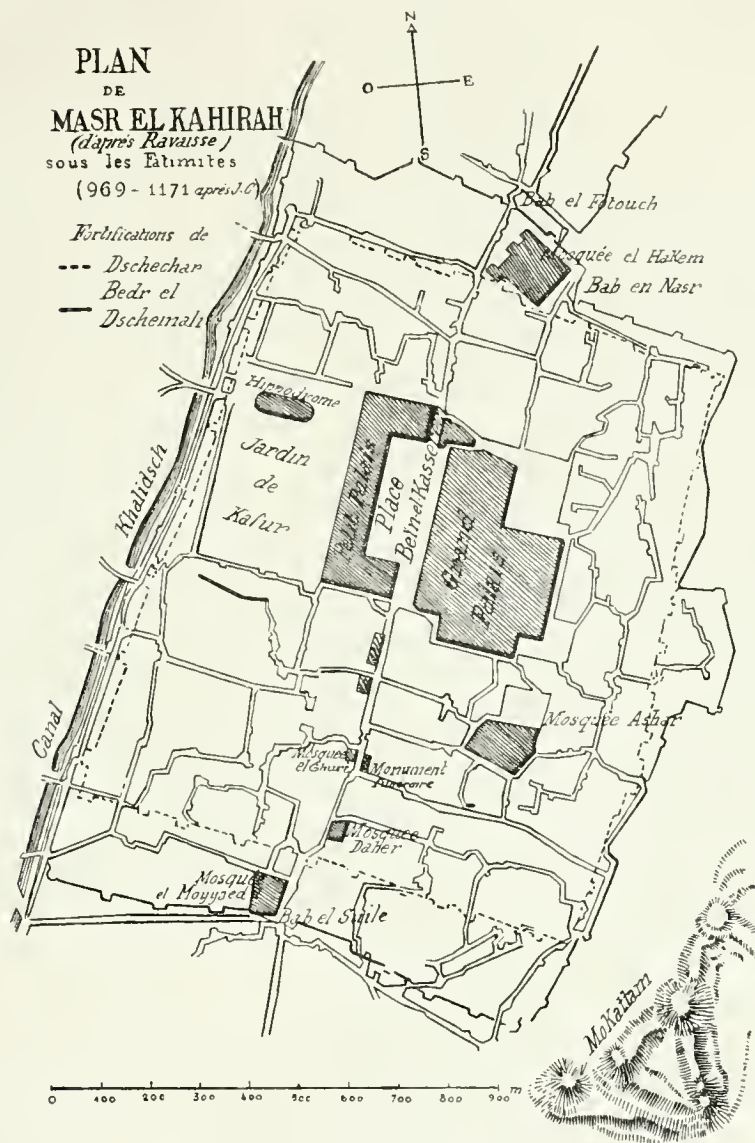 PLAN
DE
MASR EL KAHIRAH
(d'après Ravaisse)
sous les Fatimites
(969 - 1171 après J.C)
Fortifications de
Dschechar
Bedr el
Dschemali
N
O
E
S
Bab el Fotouch
Mosquée el Hakem
Bab en Nasr
Hippodrome
Jardin
de
Kafur
Petit Palais
Place
Bein-el-Kasser
Grand
Palais
Khalidsch
Canal
Mosquée Ashar
Mosquée
el Ghuri
Monument
funéraire
Mosquée
Daher
Mosquée
el Moyyaed
Bab el Suile
Mokattam
0 100 200 300 400 500 600 700 800 900 m